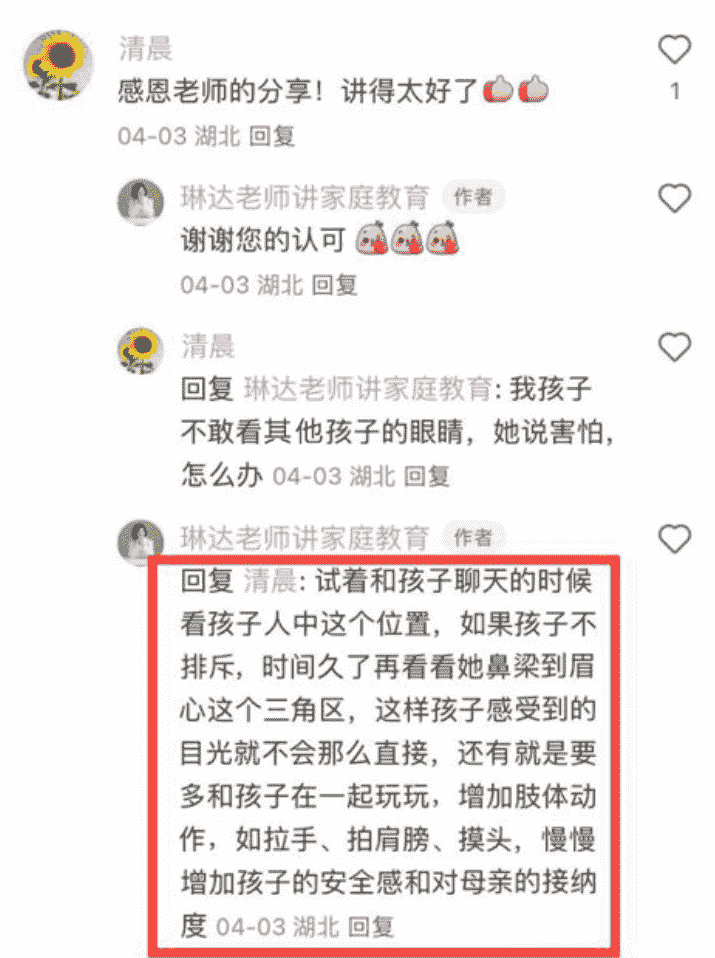 清晨
感恩老师的分享！讲得太好了
1
04-03 湖北 回复
琳达老师讲家庭教育 作者
谢谢您的认可
04-03 湖北 回复
清晨
回复 琳达老师讲家庭教育: 我孩子
不敢看其他孩子的眼睛，她说害怕，
怎么办 04-03 湖北 回复
琳达老师讲家庭教育 作者
回复 清晨: 试着和孩子聊天的时候
看孩子人中这个位置，如果孩子不
排斥，时间久了再看看她鼻梁到眉
心这个三角区，这样孩子感受到的
目光就不会那么直接，还有就是要
多和孩子在一起玩玩，增加肢体动
作，如拉手、拍肩膀、摸头，慢慢
增加孩子的安全感和对母亲的接纳
度 04-03 湖北 回复